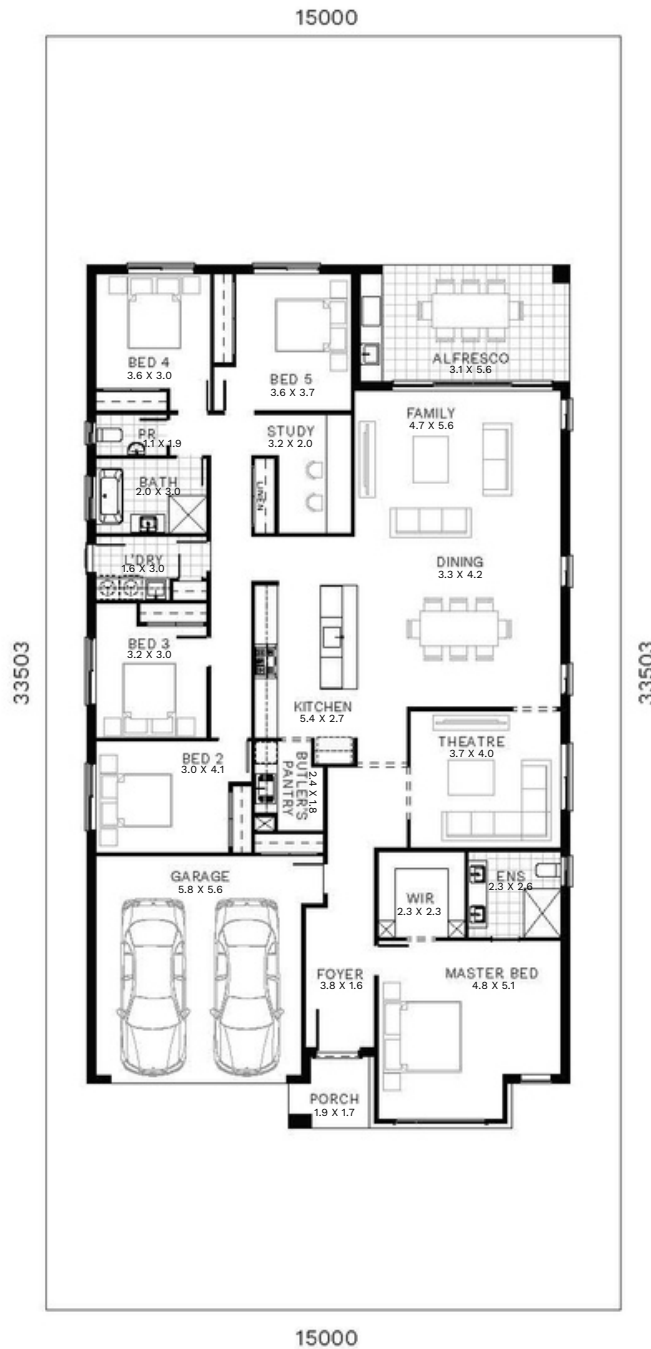 15000
BED 4
3.6 X 3.0
BED 5
3.6 X 3.7
ALFRESCO
3.1 X 5.6
FAMILY
4.7 X 5.6
PR
1.1 X 1.9
STUDY
3.2 X 2.0
BATH
2.0 X 3.0
LINEN
L'DRY
1.6 X 3.0
DINING
3.3 X 4.2
BED 3
3.2 X 3.0
33503
33503
KITCHEN
5.4 X 2.7
THEATRE
3.7 X 4.0
BED 2
3.0 X 4.1
BUTLER'S
PANTRY
2.4 X 1.8
GARAGE
5.8 X 5.6
WIR
2.3 X 2.3
ENS
2.3 X 2.6
FOYER
3.8 X 1.6
MASTER BED
4.8 X 5.1
PORCH
1.9 X 1.7
15000